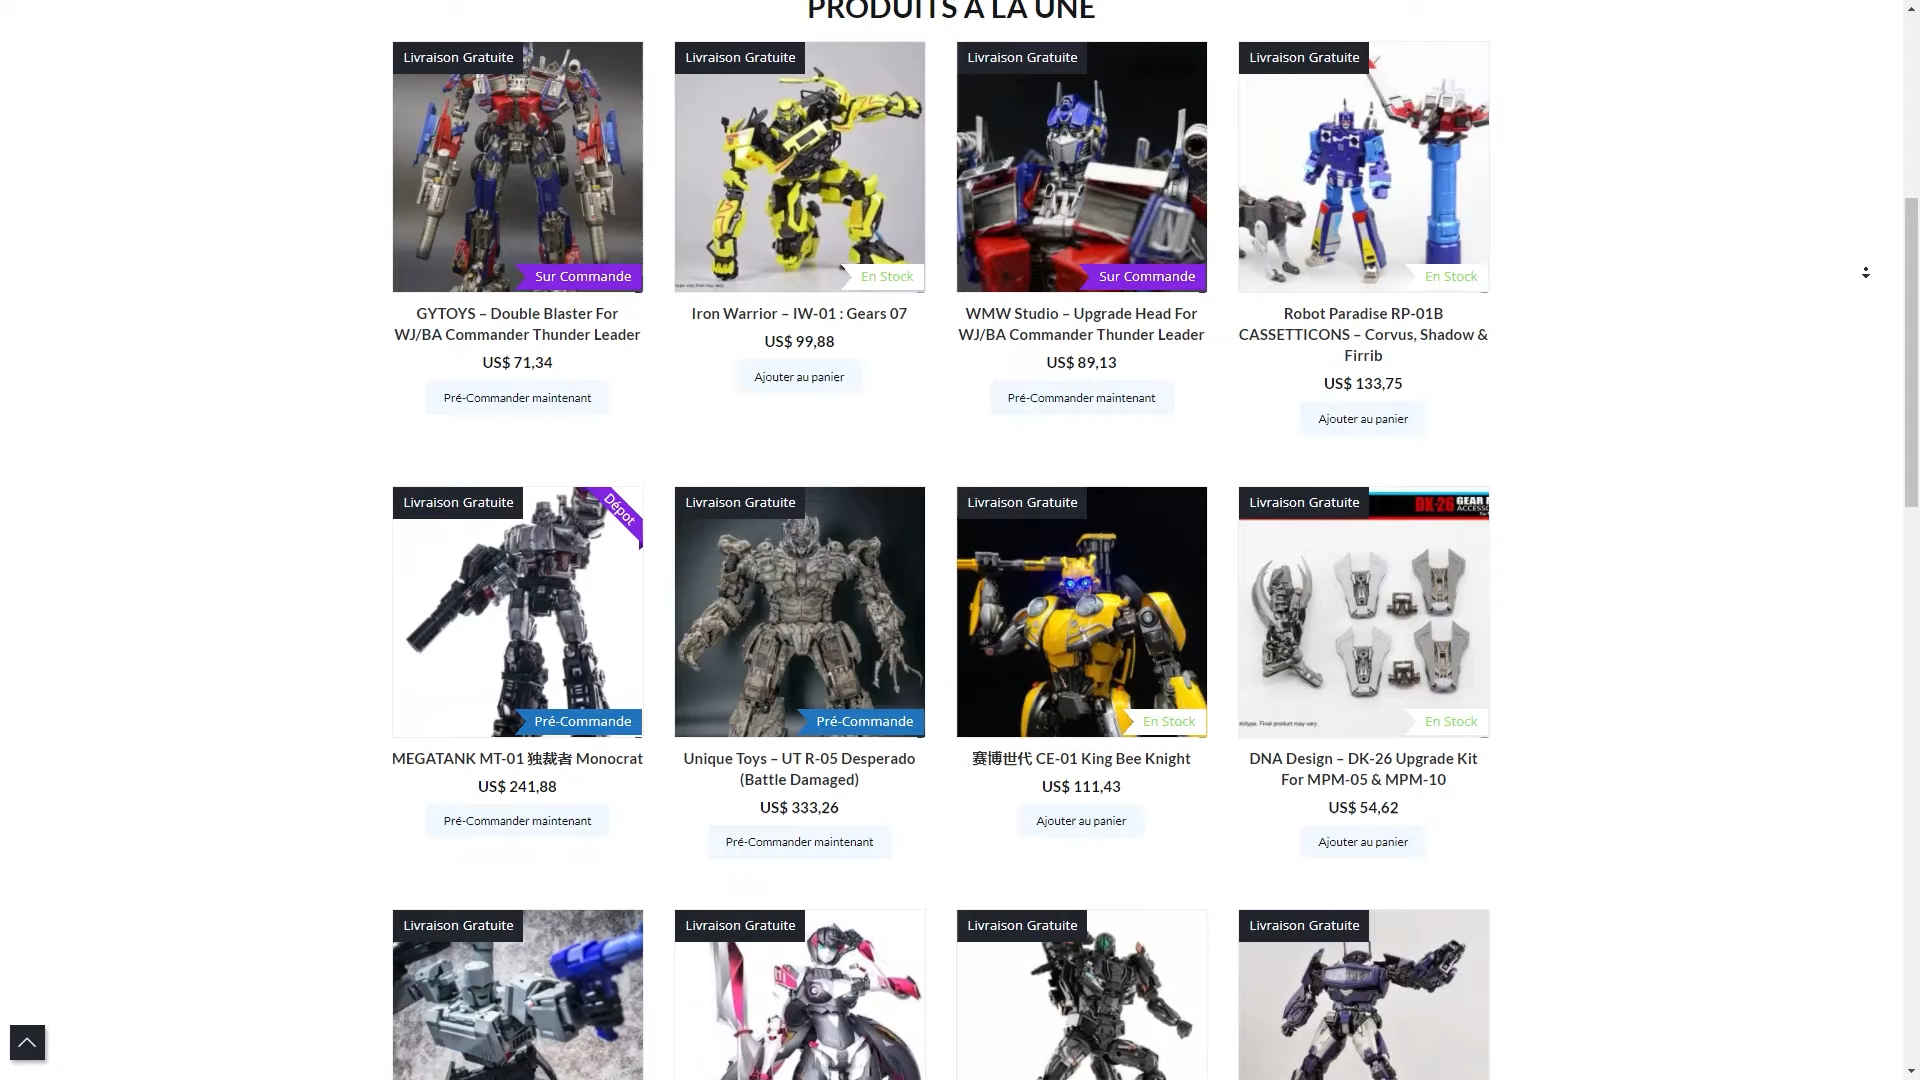 PRODUITS À LA UNE
Livraison Gratuite
Sur Commande
GYTOYS – Double Blaster For
WJ/BA Commander Thunder Leader
US$ 71,34
Pré-Commander maintenant
Livraison Gratuite
En Stock
Iron Warrior – IW-01 : Gears 07
US$ 99,88
Ajouter au panier
Livraison Gratuite
Sur Commande
WMW Studio – Upgrade Head For
WJ/BA Commander Thunder Leader
US$ 89,13
Pré-Commander maintenant
Livraison Gratuite
En Stock
Robot Paradise RP-01B
CASSETTICONS – Corvus, Shadow &
Firrib
US$ 133,75
Ajouter au panier
Livraison Gratuite
Dépot
Pré-Commande
MEGATANK MT-01 独裁者 Monocrat
US$ 241,88
Pré-Commander maintenant
Livraison Gratuite
Pré-Commande
Unique Toys – UT R-05 Desperado
(Battle Damaged)
US$ 333,26
Pré-Commander maintenant
Livraison Gratuite
En Stock
赛博世代 CE-01 King Bee Knight
US$ 111,43
Ajouter au panier
Livraison Gratuite
DK-26 GEAR
En Stock
DNA Design – DK-26 Upgrade Kit
For MPM-05 & MPM-10
US$ 54,62
Ajouter au panier
Livraison Gratuite
Livraison Gratuite
Livraison Gratuite
Livraison Gratuite